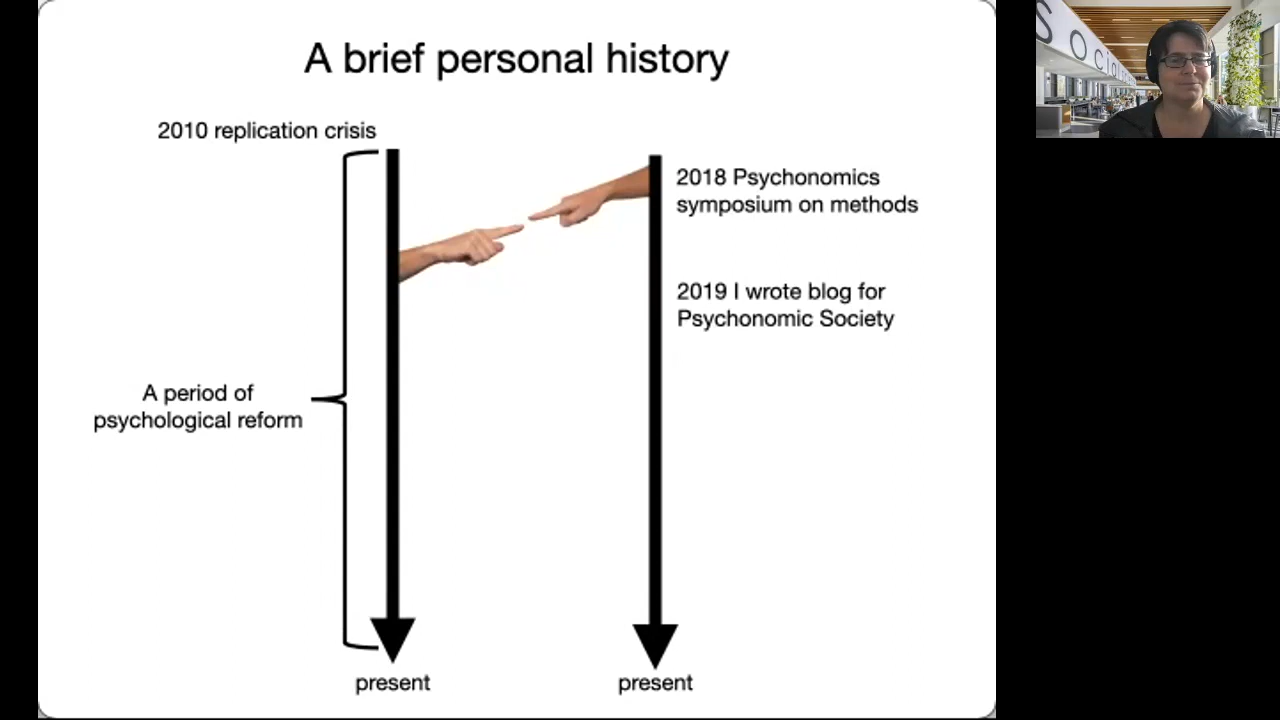 A brief personal history
2010 replication crisis
2018 Psychonomics
symposium on methods
2019 I wrote blog for
Psychonomic Society
A period of
psychological reform
present
present